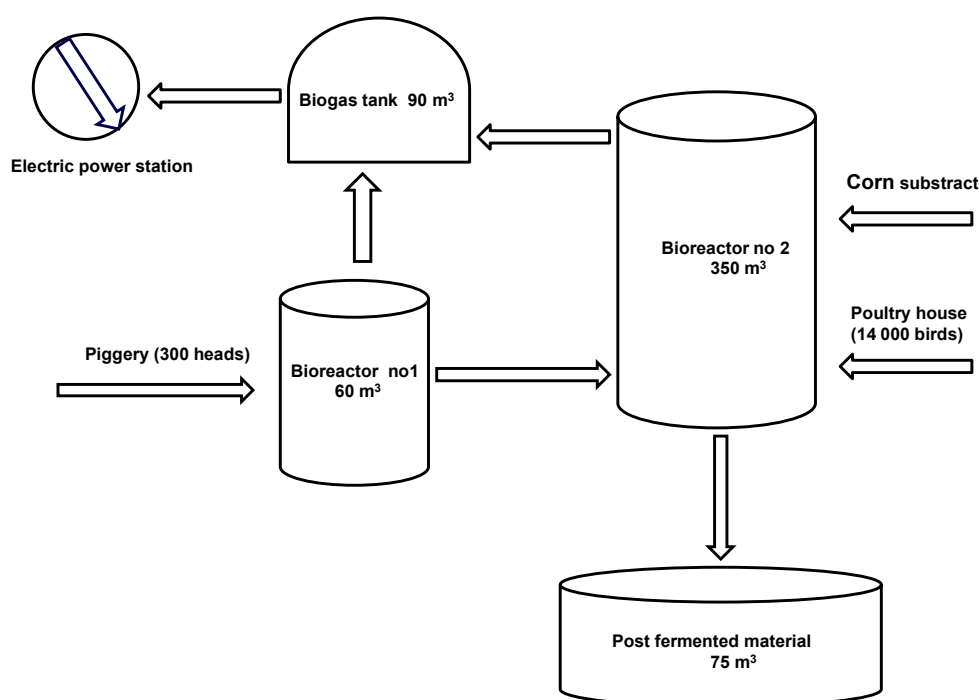 Biogas tank 90 m³
Electric power station
Corn substract
Bioreactor no 2
350 m³
Poultry house
(14 000 birds)
Piggery (300 heads)
Bioreactor no1
60 m³
Post fermented material
75 m³